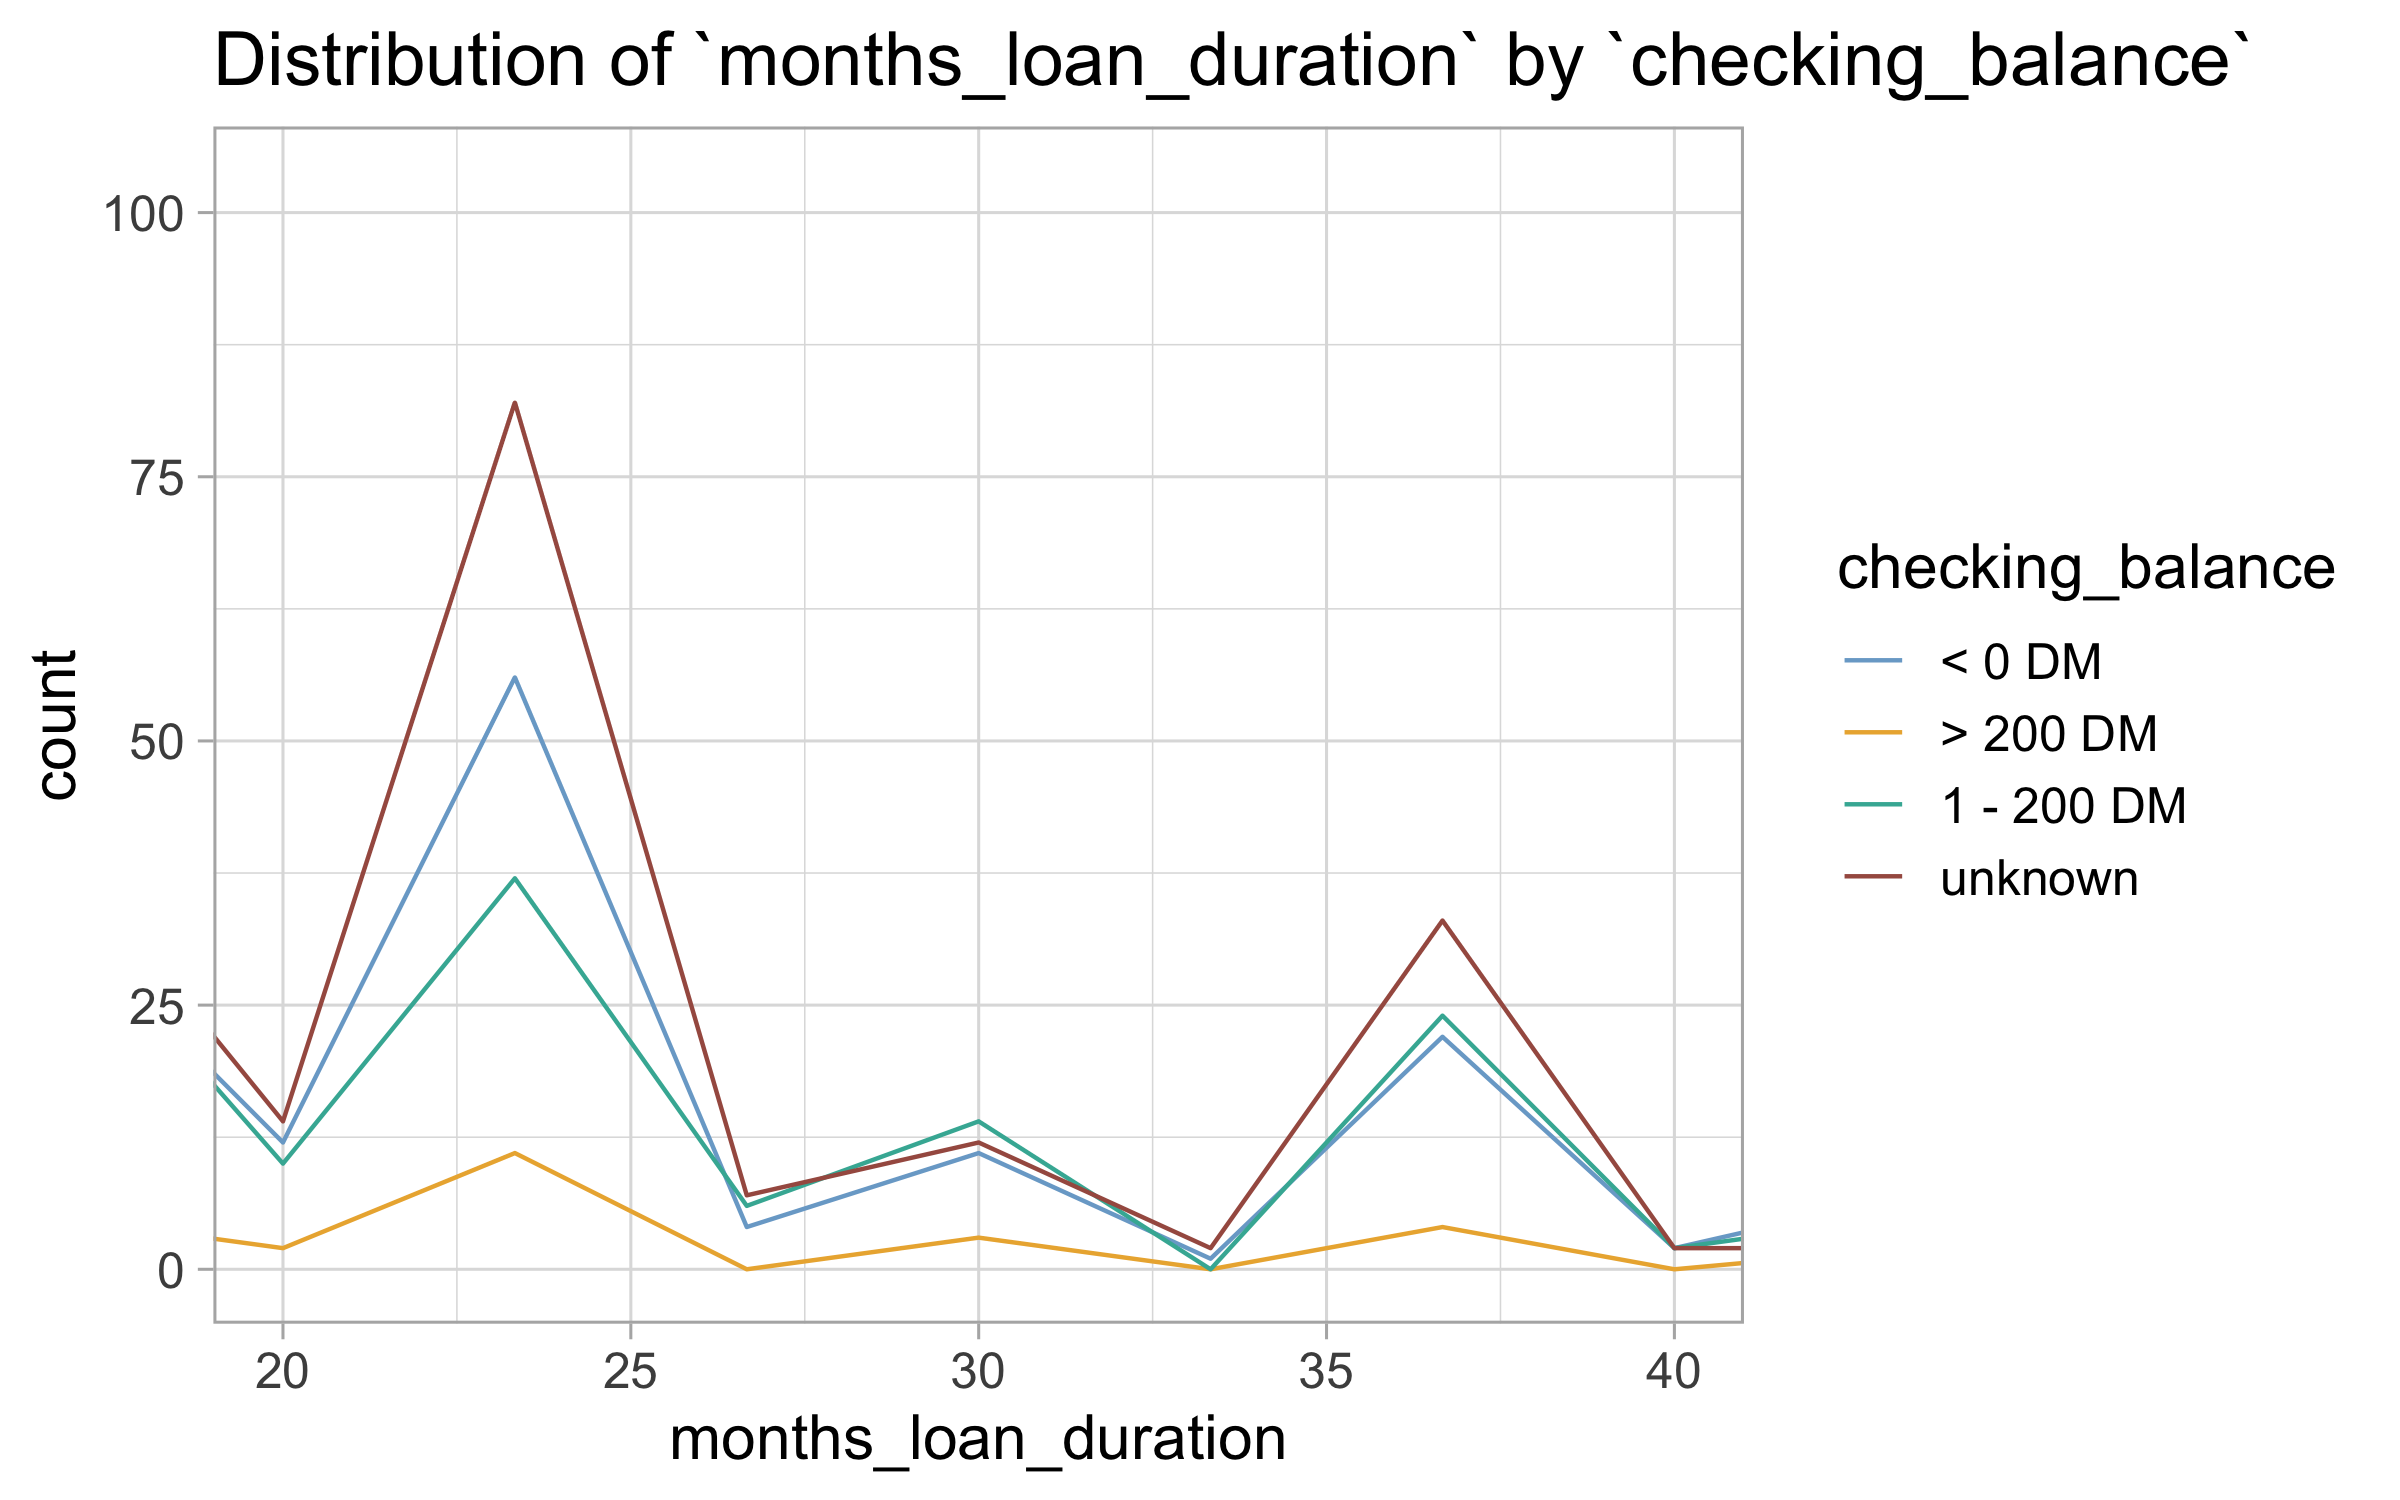 Distribution of `months_loan_duration` by `checking_balance`
100
75
50
25
0
count
20 25 30 35 40
months_loan_duration
checking_balance
< 0 DM
> 200 DM
1 - 200 DM
unknown